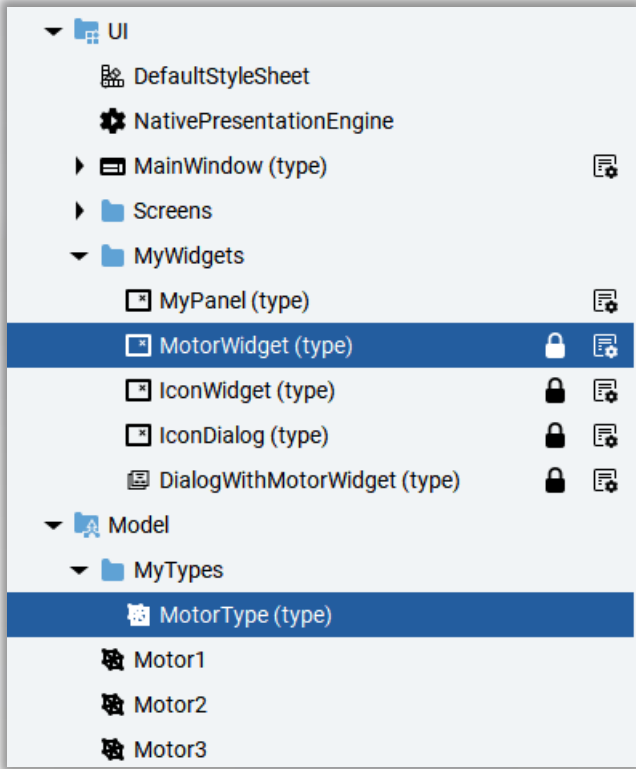 UI
DefaultStyleSheet
NativePresentationEngine
MainWindow (type)
Screens
MyWidgets
MyPanel (type)
MotorWidget (type)
IconWidget (type)
IconDialog (type)
DialogWithMotorWidget (type)
Model
MyTypes
MotorType (type)
Motor1
Motor2
Motor3